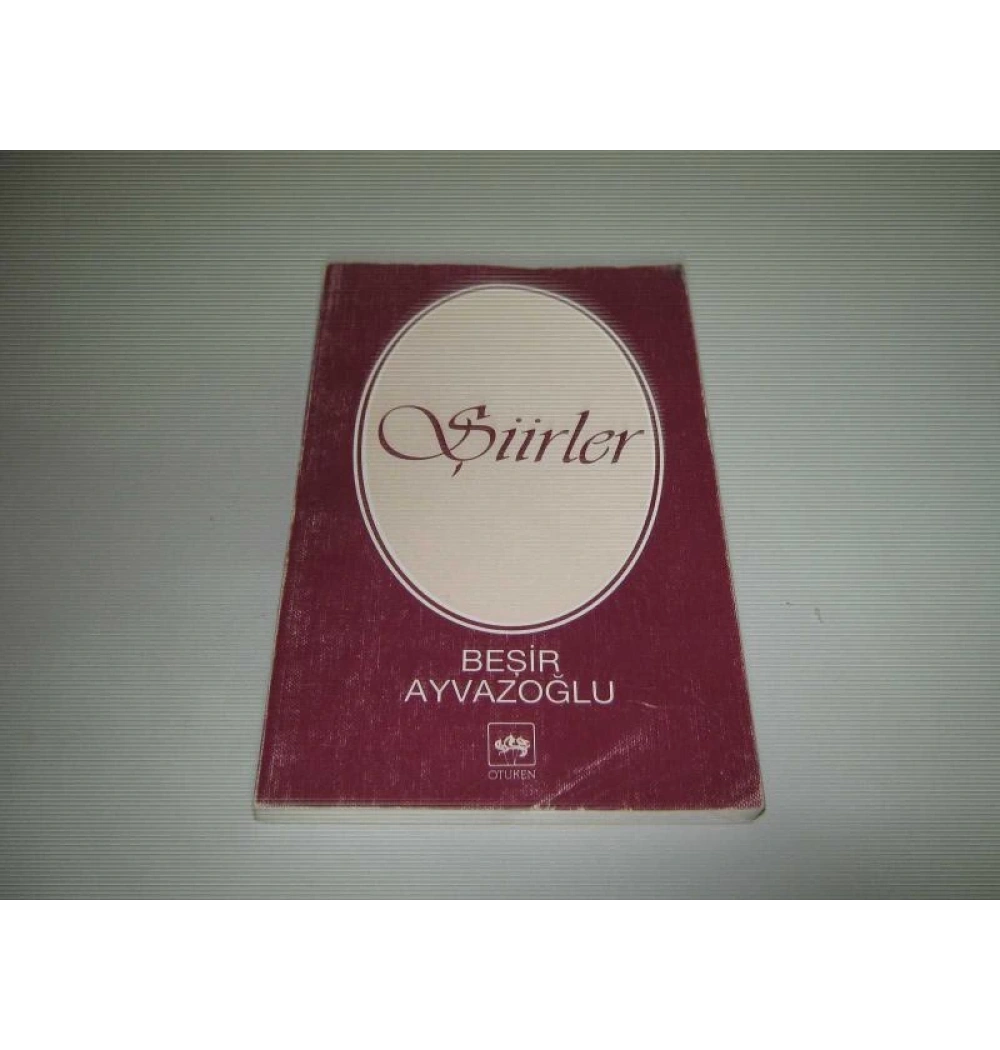 Şiirler
BEŞİR
AYVAZOĞLU
ÖTÜKEN